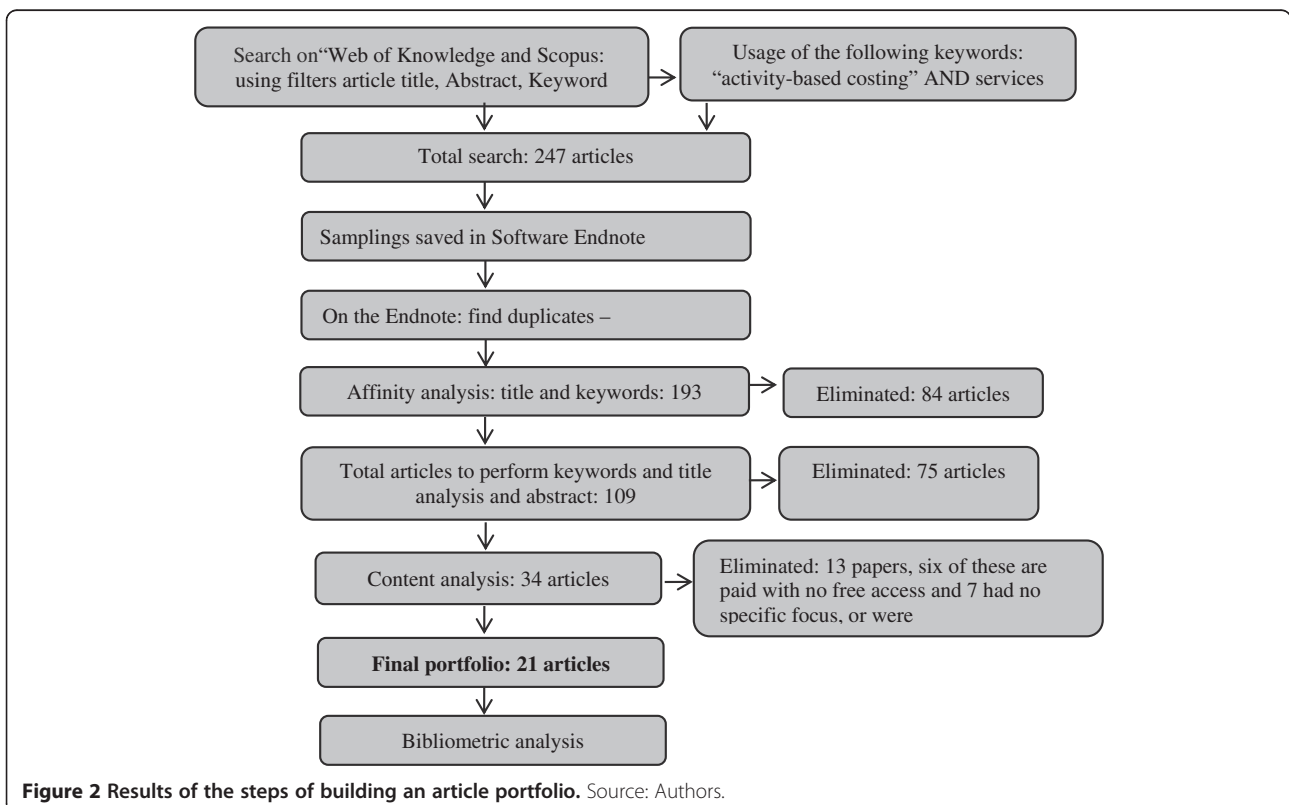 Search on“Web of Knowledge and Scopus:
using filters article title, Abstract, Keyword
Usage of the following keywords:
“activity-based costing” AND services
Total search: 247 articles
Samplings saved in Software Endnote
On the Endnote: find duplicates –
Affinity analysis: title and keywords: 193
Eliminated: 84 articles
Total articles to perform keywords and title
analysis and abstract: 109
Eliminated: 75 articles
Content analysis: 34 articles
Eliminated: 13 papers, six of these are
paid with no free access and 7 had no
specific focus, or were
Final portfolio: 21 articles
Bibliometric analysis
Figure 2 Results of the steps of building an article portfolio. Source: Authors.